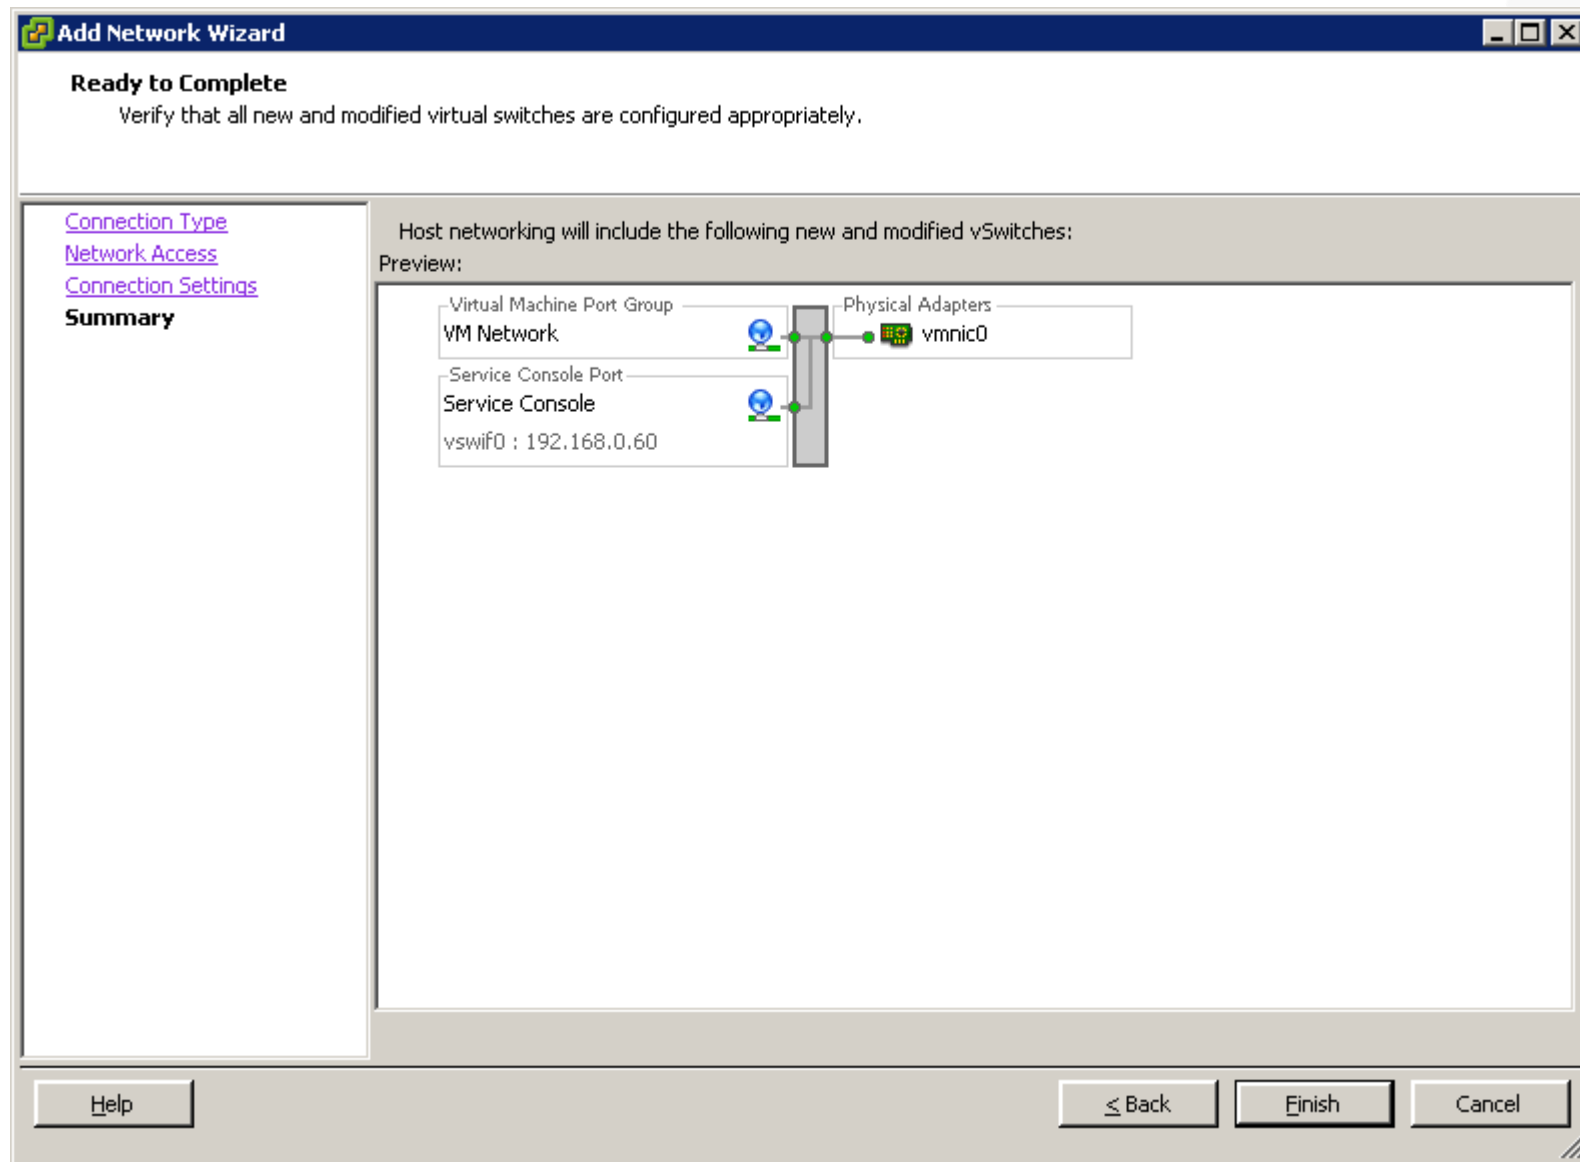 Add Network Wizard
Ready to Complete
Verify that all new and modified virtual switches are configured appropriately.
Connection Type
Network Access
Connection Settings
Summary
Host networking will include the following new and modified vSwitches:
Preview:
Virtual Machine Port Group
VM Network
Physical Adapters
vmnic0
Service Console Port
Service Console
vswif0 : 192.168.0.60
Help
< Back
Finish
Cancel